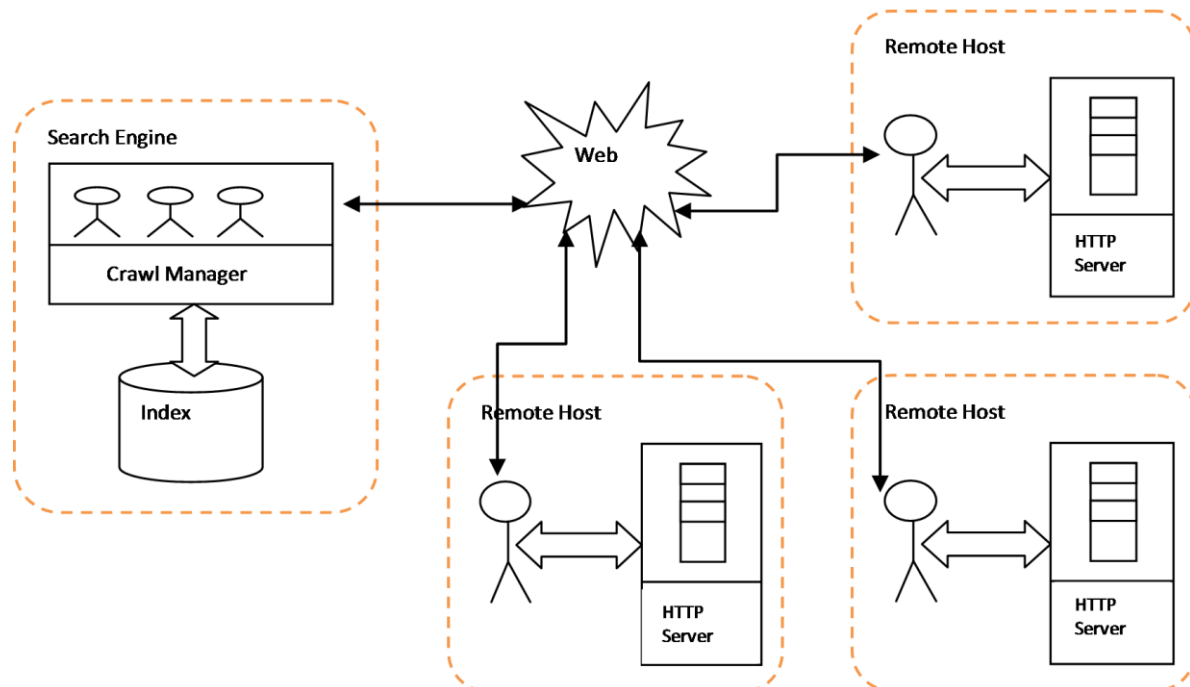 Search Engine
Crawl Manager
Index
Web
Remote Host
HTTP
Server
Remote Host
HTTP
Server
Remote Host
HTTP
Server